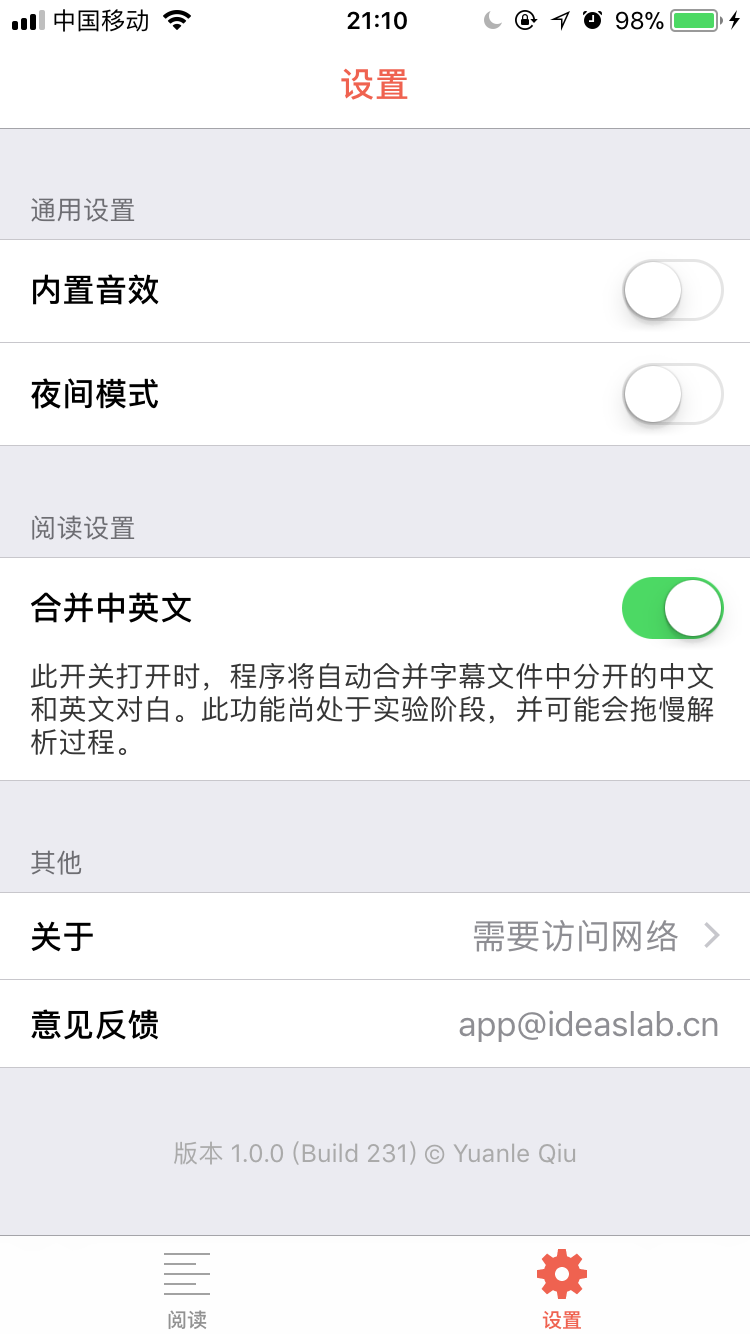 中国移动 21:10 98%
设置
通用设置
内置音效
夜间模式
阅读设置
合并中英文
此开关打开时，程序将自动合并字幕文件中分开的中文
和英文对白。此功能尚处于实验阶段，并可能会拖慢解
析过程。
其他
关于 需要访问网络
意见反馈 app@ideaslab.cn
版本 1.0.0 (Build 231) © Yuanle Qiu
阅读 设置